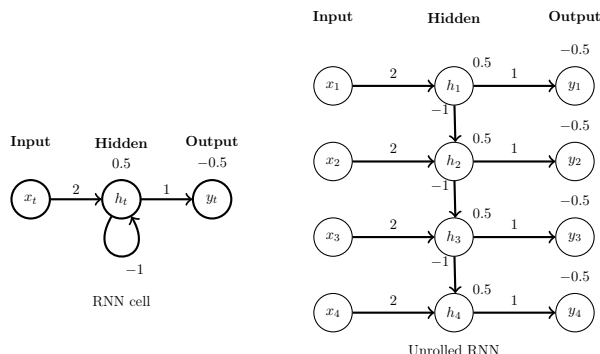 Input Hidden Output
0.5 −0.5
x_t 2 h_t 1 y_t
−1
RNN cell
Input Hidden Output
0.5 −0.5
x_1 2 h_1 1 y_1
−1
0.5 −0.5
x_2 2 h_2 1 y_2
−1
0.5 −0.5
x_3 2 h_3 1 y_3
−1
0.5 −0.5
x_4 2 h_4 1 y_4
Unrolled RNN